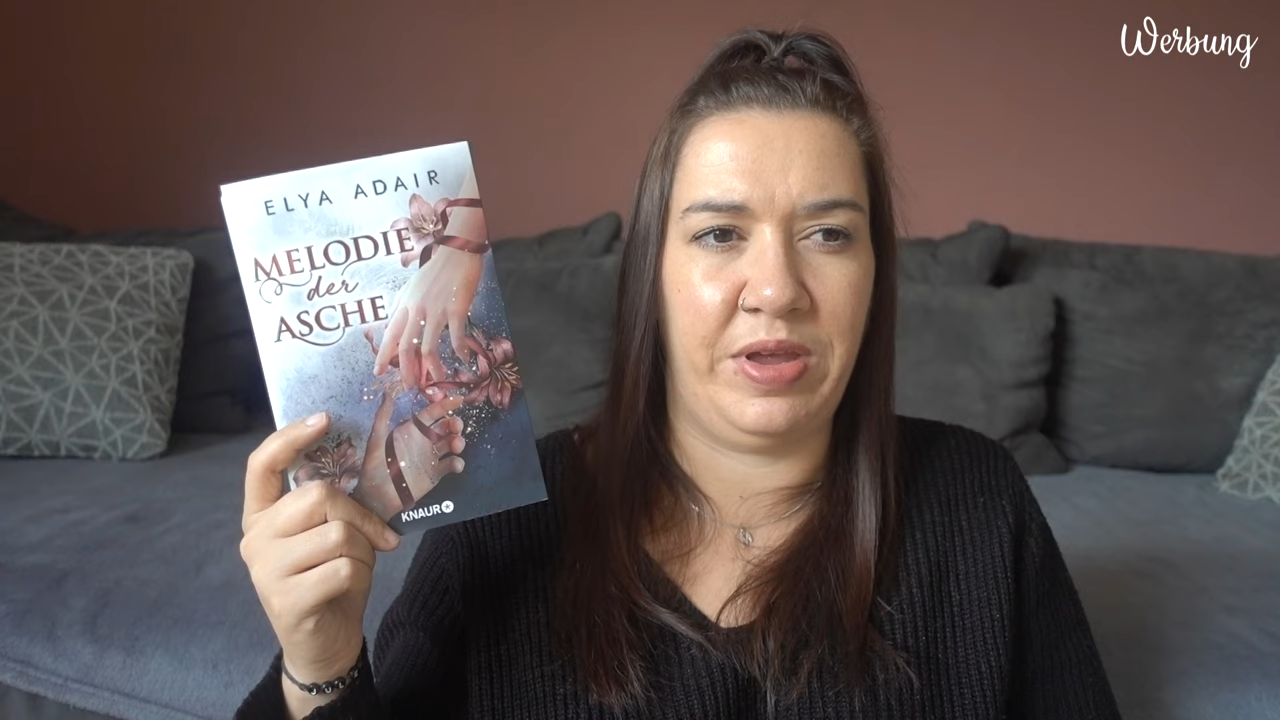 Werbung
ELYA ADAIR
MELODIE
der
ASCHE
KNAUR